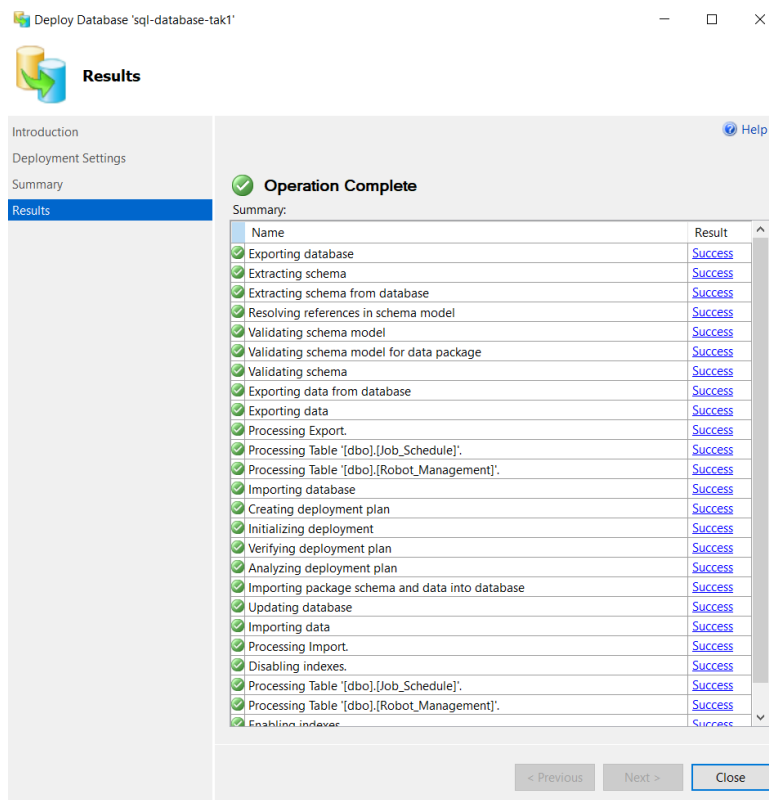 Deploy Database 'sql-database-tak1'
Results
Introduction
Deployment Settings
Summary
Results
Help
Operation Complete
Summary:
Name Result
Exporting database Success
Extracting schema Success
Extracting schema from database Success
Resolving references in schema model Success
Validating schema model Success
Validating schema model for data package Success
Validating schema Success
Exporting data from database Success
Exporting data Success
Processing Export. Success
Processing Table '[dbo].[Job_Schedule]'. Success
Processing Table '[dbo].[Robot_Management]'. Success
Importing database Success
Creating deployment plan Success
Initializing deployment Success
Verifying deployment plan Success
Analyzing deployment plan Success
Importing package schema and data into database Success
Updating database Success
Importing data Success
Processing Import. Success
Disabling indexes. Success
Processing Table '[dbo].[Job_Schedule]'. Success
Processing Table '[dbo].[Robot_Management]'. Success
Enabling indexes Success
< Previous Next > Close